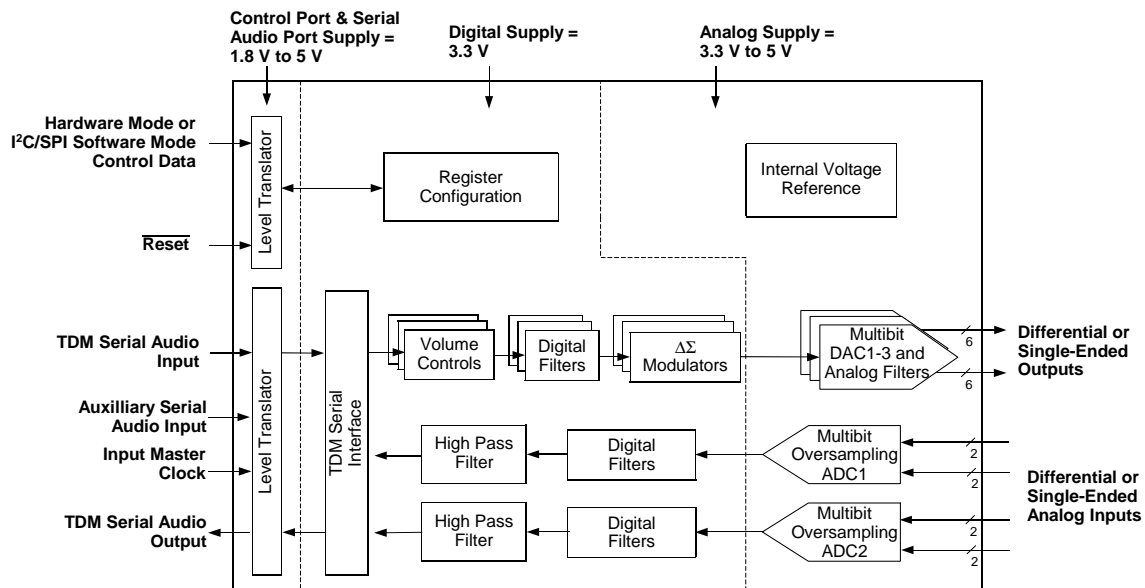 Control Port & Serial
Audio Port Supply =
1.8 V to 5 V
Digital Supply =
3.3 V
Analog Supply =
3.3 V to 5 V
Hardware Mode or
I²C/SPI Software Mode
Control Data
Reset
Level Translator
Register
Configuration
Internal Voltage
Reference
TDM Serial Audio
Input
Auxilliary Serial
Audio Input
Input Master
Clock
TDM Serial Audio
Output
Level Translator
TDM Serial
Interface
Volume
Controls
Digital
Filters
ΔΣ
Modulators
Multibit
DAC1-3 and
Analog Filters
6
6
Differential or
Single-Ended
Outputs
High Pass
Filter
Digital
Filters
Multibit
Oversampling
ADC1
2
2
High Pass
Filter
Digital
Filters
Multibit
Oversampling
ADC2
2
2
Differential or
Single-Ended
Analog Inputs